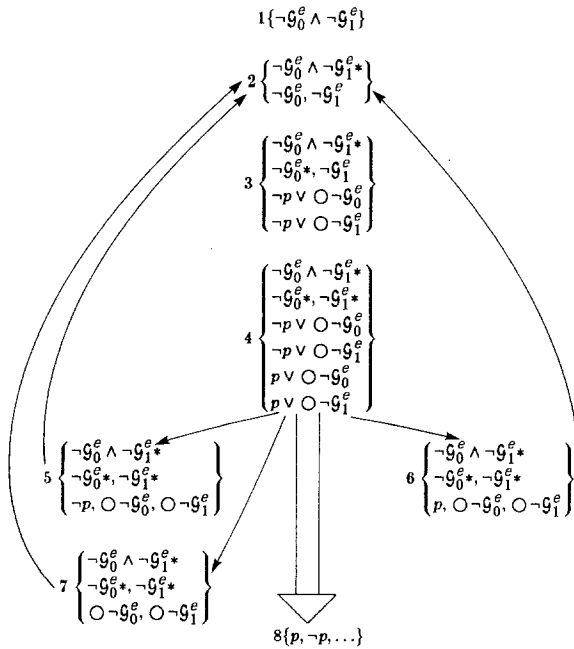 1{¬𝒢₀ᵉ ∧ ¬𝒢₁ᵉ}
2 {¬𝒢₀ᵉ ∧ ¬𝒢₁ᵉ*
¬𝒢₀ᵉ, ¬𝒢₁ᵉ}
3 {¬𝒢₀ᵉ ∧ ¬𝒢₁ᵉ*
¬𝒢₀ᵉ*, ¬𝒢₁ᵉ
¬p ∨ ◯¬𝒢₀ᵉ
¬p ∨ ◯¬𝒢₁ᵉ}
4 {¬𝒢₀ᵉ ∧ ¬𝒢₁ᵉ*
¬𝒢₀ᵉ*, ¬𝒢₁ᵉ*
¬p ∨ ◯¬𝒢₀ᵉ
¬p ∨ ◯¬𝒢₁ᵉ
p ∨ ◯¬𝒢₀ᵉ
p ∨ ◯¬𝒢₁ᵉ}
5 {¬𝒢₀ᵉ ∧ ¬𝒢₁ᵉ*
¬𝒢₀ᵉ*, ¬𝒢₁ᵉ*
¬p, ◯¬𝒢₀ᵉ, ◯¬𝒢₁ᵉ}
6 {¬𝒢₀ᵉ ∧ ¬𝒢₁ᵉ*
¬𝒢₀ᵉ*, ¬𝒢₁ᵉ*
p, ◯¬𝒢₀ᵉ, ◯¬𝒢₁ᵉ}
7 {¬𝒢₀ᵉ ∧ ¬𝒢₁ᵉ*
¬𝒢₀ᵉ*, ¬𝒢₁ᵉ*
◯¬𝒢₀ᵉ, ◯¬𝒢₁ᵉ}
8{p, ¬p, ...}